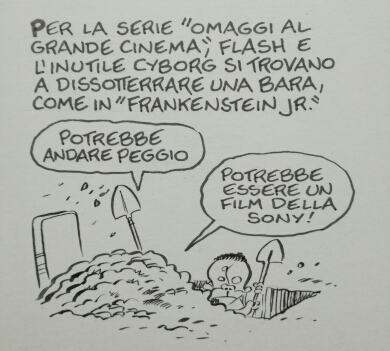 PER LA SERIE "OMAGGI AL
GRANDE CINEMA", FLASH E
L'INUTILE CYBORG SI TROVANO
A DISSOTTERRARE UNA BARA,
COME IN "FRANKENSTEIN JR."
POTREBBE
ANDARE PEGGIO
POTREBBE
ESSERE UN
FILM DELLA
SONY!